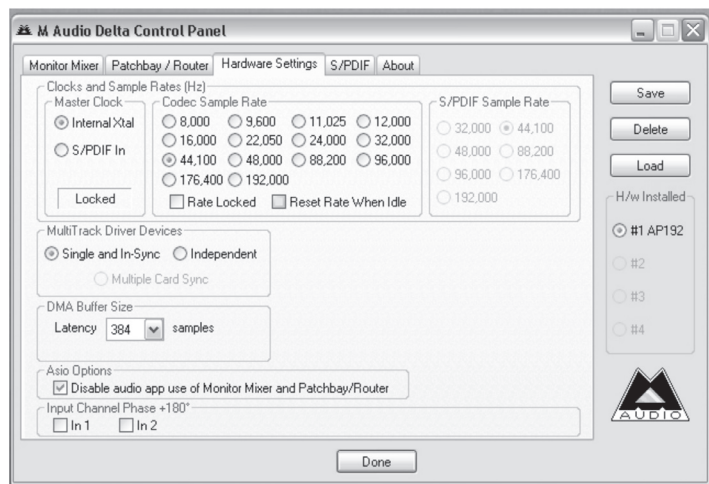 M Audio Delta Control Panel
Monitor Mixer Patchbay / Router Hardware Settings S/PDIF About
Clocks and Sample Rates (Hz)
Master Clock
Internal Xtal
S/PDIF In
Locked
Codec Sample Rate
8,000 9,600 11,025 12,000
16,000 22,050 24,000 32,000
44,100 48,000 88,200 96,000
176,400 192,000
Rate Locked Reset Rate When Idle
S/PDIF Sample Rate
32,000 44,100
48,000 88,200
96,000 176,400
192,000
MultiTrack Driver Devices
Single and In-Sync Independent
Multiple Card Sync
DMA Buffer Size
Latency 384 samples
Asio Options
Disable audio app use of Monitor Mixer and Patchbay/Router
Input Channel Phase +180°
In 1 In 2
Save
Delete
Load
H/w Installed
#1 AP192
#2
#3
#4
M
AUDIO
Done